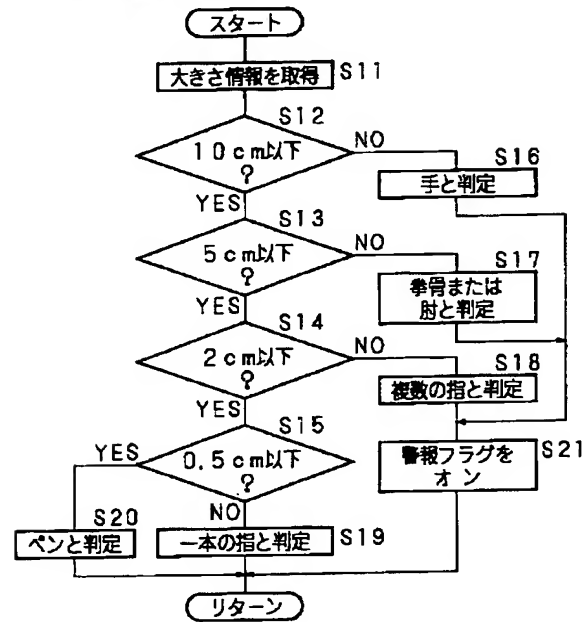 スタート
大きさ情報を取得 S11
S12
10cm以下
?
NO
YES
S16
手と判定
S13
5cm以下
?
NO
YES
S17
拳骨または
肘と判定
S14
2cm以下
?
NO
YES
S18
複数の指と判定
S15
0.5cm以下
?
YES
NO
警報フラグを
オン
S21
S20
ペンと判定
一本の指と判定 S19
リターン